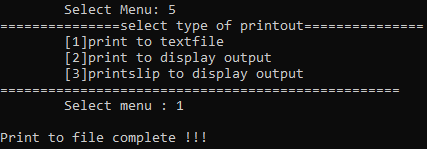 Select Menu: 5
===============select type of printout===============
[1]print to textfile
[2]print to display output
[3]printslip to display output
==================================================
Select menu : 1
Print to file complete !!!